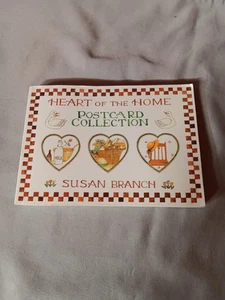 HEART OF THE HOME
POSTCARD
COLLECTION
SUSAN BRANCH